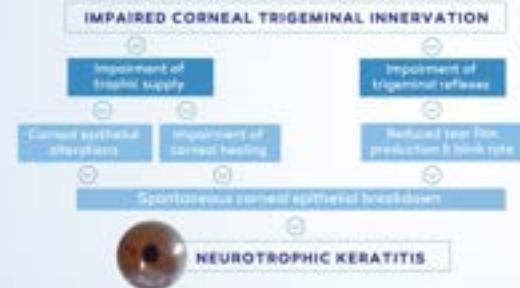 IMPAIRED CORNEAL TRIGEMINAL INNERVATION
Impairment of
trophic supply
Impairment of
trigeminal reflexes
Corneal epithelial
alterations
Impairment of
corneal healing
Reduced tear film
production & blink rate
Spontaneous corneal epithelial breakdown
NEUROTROPHIC KERATITIS